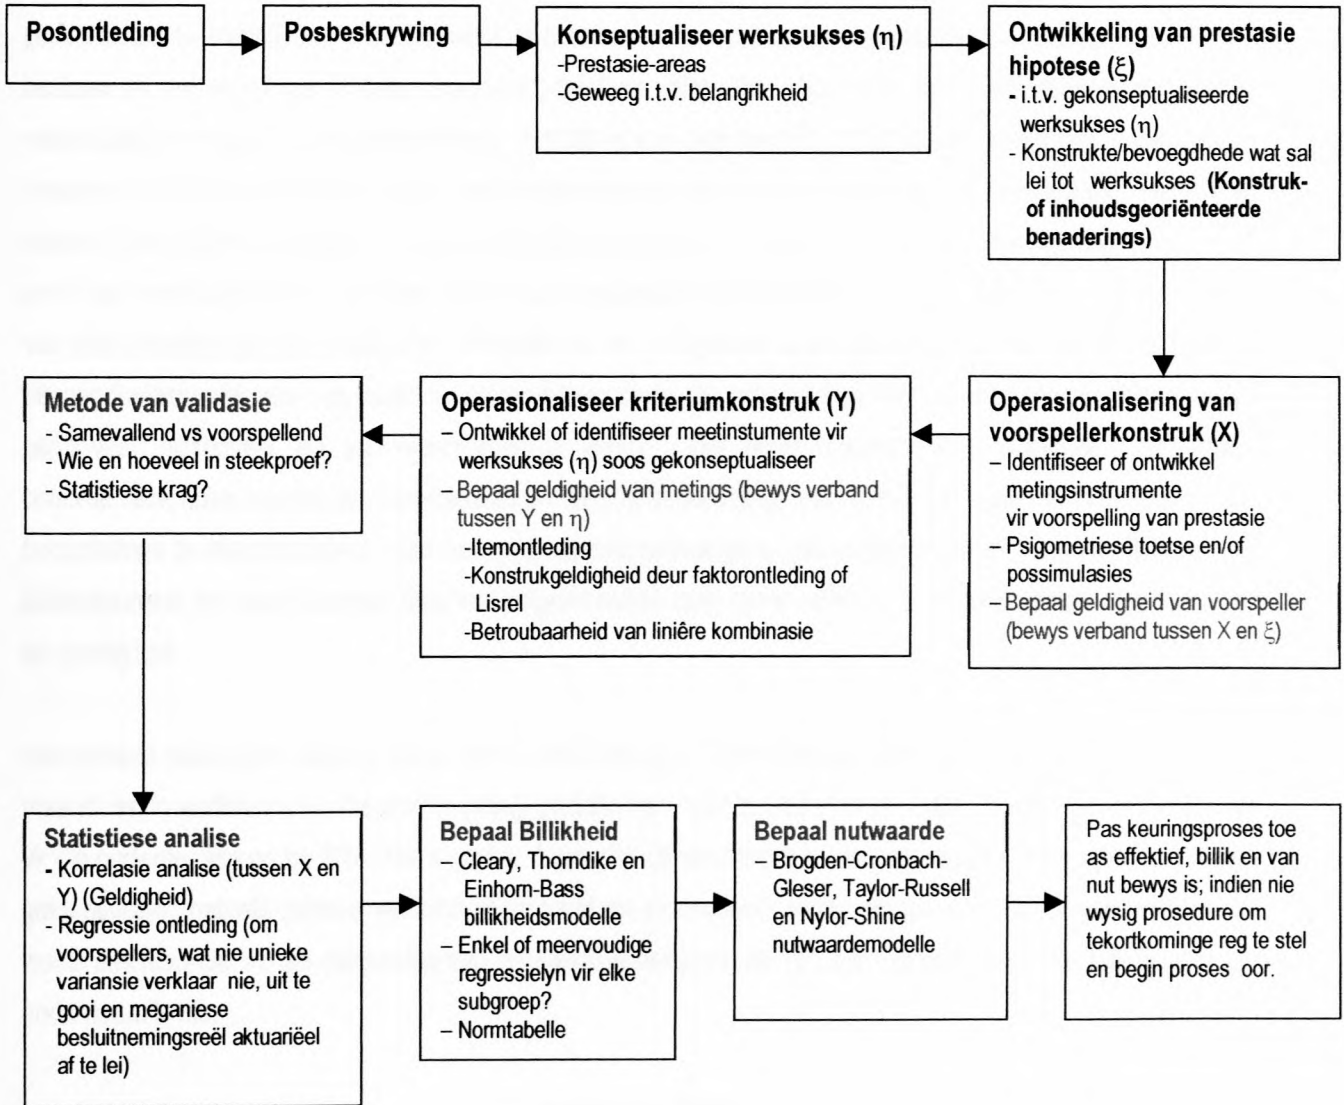 Posontleding
Posbeskrywing
Konseptualiseer werksukses (η)
-Prestasie-areas
-Geweeg i.t.v. belangrikheid
Ontwikkeling van prestasie
hipotese (ξ)
- i.t.v. gekonseptualiseerde
werksukses (η)
- Konstrukte/bevoegdhede wat sal
lei tot werksukses (Konstruk-
of inhoudsgeoriënteerde
benaderings)
Operasionalisering van
voorspellerkonstruk (X)
– Identifiseer of ontwikkel
metingsinstrumente
vir voorspelling van prestasie
– Psigometriese toetse en/of
possimulasies
– Bepaal geldigheid van voorspeller
(bewys verband tussen X en ξ)
Operasionaliseer kriteriumkonstruk (Y)
– Ontwikkel of identifiseer meetinstumente vir
werksukses (η) soos gekonseptualiseer
– Bepaal geldigheid van metings (bewys verband
tussen Y en η)
-Itemontleding
-Konstrukgeldigheid deur faktorontleding of
Lisrel
-Betroubaarheid van liniêre kombinasie
Metode van validasie
- Samevallend vs voorspellend
- Wie en hoeveel in steekproef?
- Statistiese krag?
Statistiese analise
- Korrelasie analise (tussen X en
Y) (Geldigheid)
- Regressie ontleding (om
voorspellers, wat nie unieke
variansie verklaar nie, uit te
gooi en meganiese
besluitnemingsreël aktuariëel
af te lei)
Bepaal Billikheid
– Cleary, Thorndike en
Einhorn-Bass
billikheidsmodelle
– Enkel of meervoudige
regressielyn vir elke
subgroep?
– Normtabelle
Bepaal nutwaarde
- Brogden-Cronbach-
Gleser, Taylor-Russell
en Nylor-Shine
nutwaardemodelle
Pas keuringsproses toe
as effektief, billik en van
nut bewys is; indien nie
wysig prosedure om
tekortkominge reg te stel
en begin proses oor.